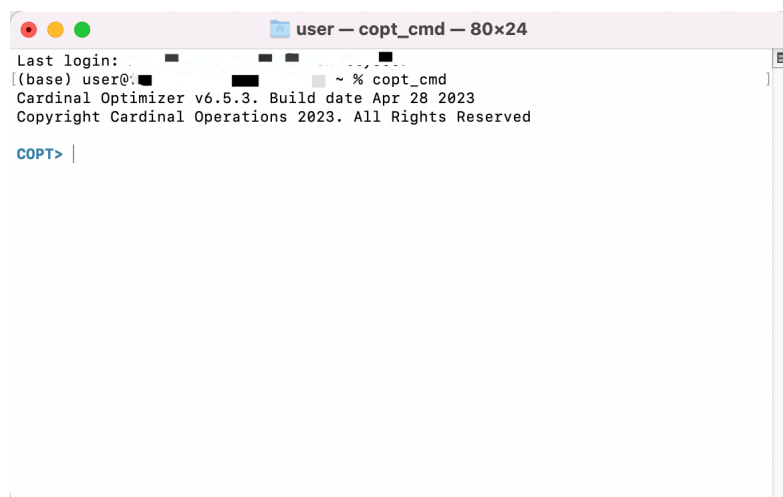 user — copt_cmd — 80×24
Last login:
(base) user@ ~ % copt_cmd
Cardinal Optimizer v6.5.3. Build date Apr 28 2023
Copyright Cardinal Operations 2023. All Rights Reserved
COPT>